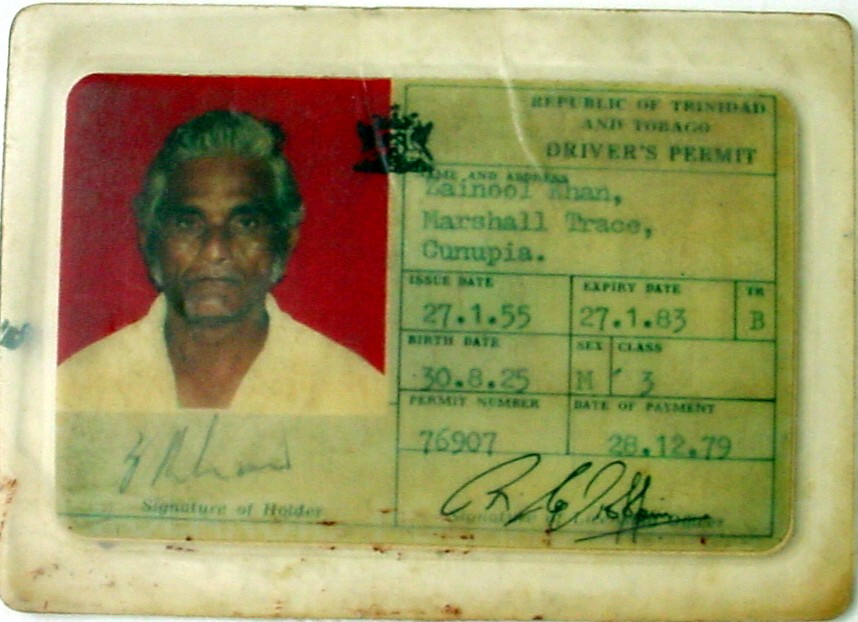 REPUBLIC OF TRINIDAD
AND TOBAGO
DRIVER'S PERMIT
NAME AND ADDRESS
Zainool Khan,
Marshall Trace,
Cunupia.
ISSUE DATE
27.1.55
EXPIRY DATE
27.1.83
TR
B
BIRTH DATE
30.8.25
SEX
M
CLASS
3
PERMIT NUMBER
76907
DATE OF PAYMENT
28.12.79
Khan
Signature of Holder
Signature of